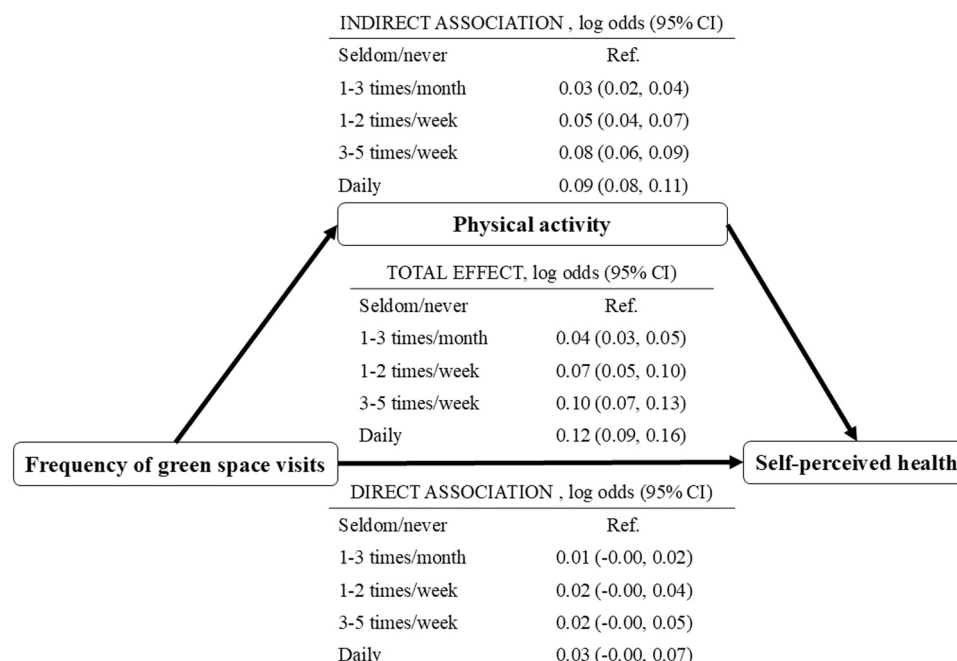 INDIRECT ASSOCIATION , log odds (95% CI)
Seldom/never Ref.
1-3 times/month 0.03 (0.02, 0.04)
1-2 times/week 0.05 (0.04, 0.07)
3-5 times/week 0.08 (0.06, 0.09)
Daily 0.09 (0.08, 0.11)
Physical activity
TOTAL EFFECT, log odds (95% CI)
Seldom/never Ref.
1-3 times/month 0.04 (0.03, 0.05)
1-2 times/week 0.07 (0.05, 0.10)
3-5 times/week 0.10 (0.07, 0.13)
Daily 0.12 (0.09, 0.16)
Frequency of green space visits
Self-perceived health
DIRECT ASSOCIATION , log odds (95% CI)
Seldom/never Ref.
1-3 times/month 0.01 (-0.00, 0.02)
1-2 times/week 0.02 (-0.00, 0.04)
3-5 times/week 0.02 (-0.00, 0.05)
Daily 0.03 (-0.00, 0.07)